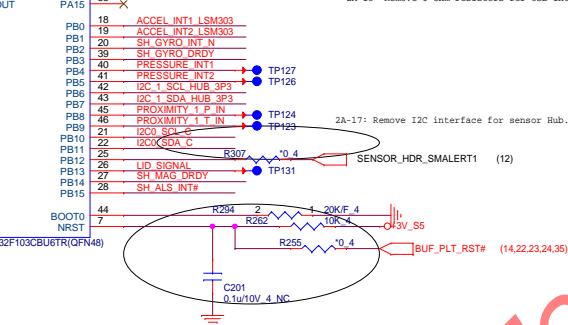 OUT
PA15
PB0 18 ACCEL_INT1_LSM303
PB1 19 ACCEL_INT2_LSM303
PB2 20 SH_GYRO_INT_N
PB3 39 SH_GYRO_DRDY
PB4 40 PRESSURE_INT1 TP127
PB5 41 PRESSURE_INT2 TP126
PB6 42 I2C_1_SCL_HUB_3P3
PB7 43 I2C_1_SDA_HUB_3P3
PB8 45 PROXIMITY_1_P_IN TP124
PB9 46 PROXIMITY_1_T_IN TP123
2A-17: Remove I2C interface for sensor Hub.
PB10 21 I2C0_SCL_C
PB11 22 I2C0_SDA_C
PB12 25 R307 *0_4 SENSOR_HDR_SMALERT1 (12)
PB13 26 LID_SIGNAL TP131
PB14 27 SH_MAG_DRDY
PB15 28 SH_ALS_INT#
BOOT0 44 R294 2 1 20K/F_4
NRST 7 R262 10K_4 +3V_S5
32F103CBU6TR(QFN48)
R255 *0_4 BUF_PLT_RST# (14,22,23,24,35)
C201
0.1u/10V_4_NC